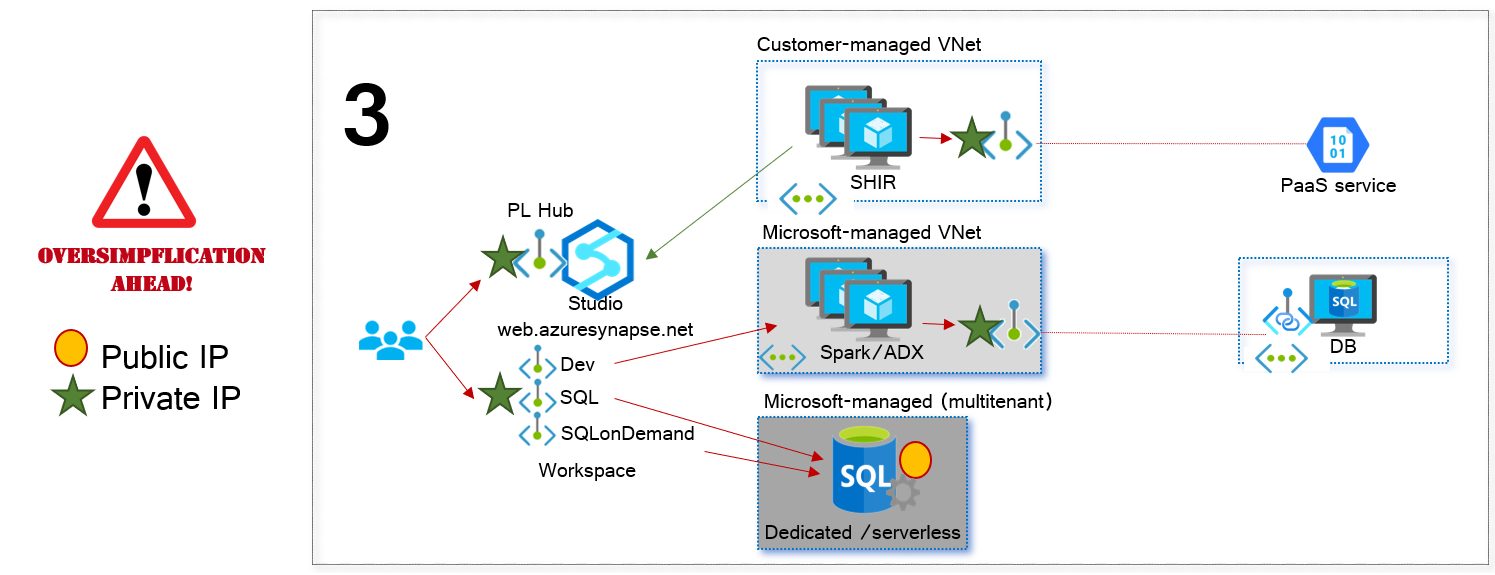 OVERSIMPFLICATION
AHEAD!
Public IP
Private IP
3
PL Hub
Studio
web.azuresynapse.net
Dev
SQL
SQLonDemand
Workspace
Customer-managed VNet
SHIR
Microsoft-managed VNet
Spark/ADX
Microsoft-managed (multitenant)
SQL
Dedicated /serverless
10
01
PaaS service
SQL
DB